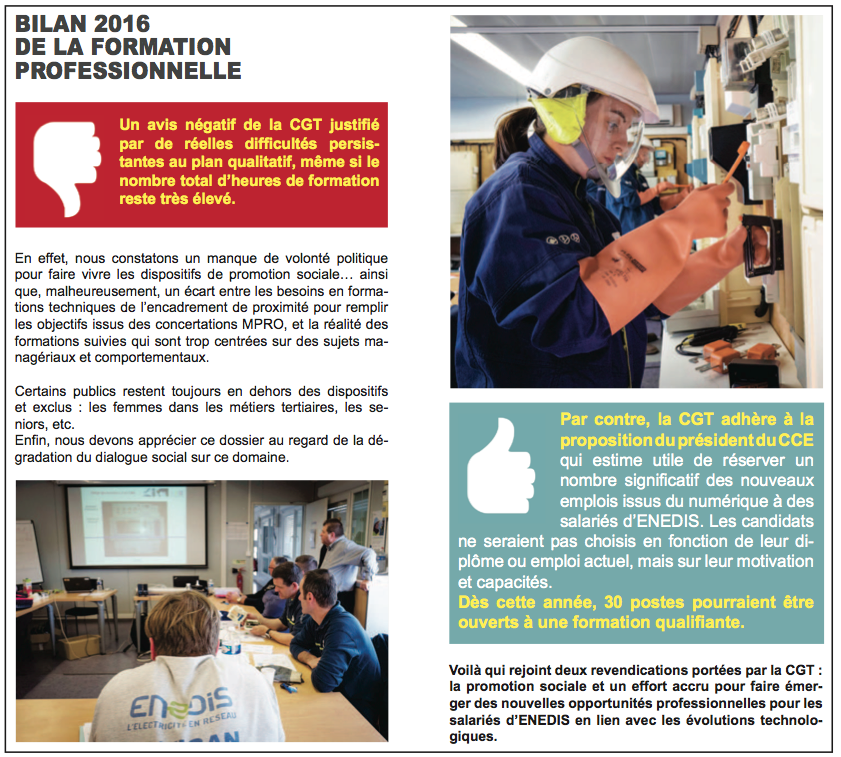 BILAN 2016
DE LA FORMATION
PROFESSIONNELLE
Un avis négatif de la CGT justifié
par de réelles difficultés persis-
tantes au plan qualitatif, même si le
nombre total d'heures de formation
reste très élevé.
En effet, nous constatons un manque de volonté politique
pour faire vivre les dispositifs de promotion sociale… ainsi
que, malheureusement, un écart entre les besoins en forma-
tions techniques de l'encadrement de proximité pour remplir
les objectifs issus des concertations MPRO, et la réalité des
formations suivies qui sont trop centrées sur des sujets ma-
nagériaux et comportementaux.
Certains publics restent toujours en dehors des dispositifs
et exclus : les femmes dans les métiers tertiaires, les se-
niors, etc.
Enfin, nous devons apprécier ce dossier au regard de la dé-
gradation du dialogue social sur ce domaine.
ENEDIS
L'ELECTRICITE EN RESEAU
Par contre, la CGT adhère à la
proposition du président du CCE
qui estime utile de réserver un
nombre significatif des nouveaux
emplois issus du numérique à des
salariés d'ENEDIS. Les candidats
ne seraient pas choisis en fonction de leur di-
plôme ou emploi actuel, mais sur leur motivation
et capacités.
Dès cette année, 30 postes pourraient être
ouverts à une formation qualifiante.
Voilà qui rejoint deux revendications portées par la CGT :
la promotion sociale et un effort accru pour faire émer-
ger des nouvelles opportunités professionnelles pour les
salariés d'ENEDIS en lien avec les évolutions technolo-
giques.